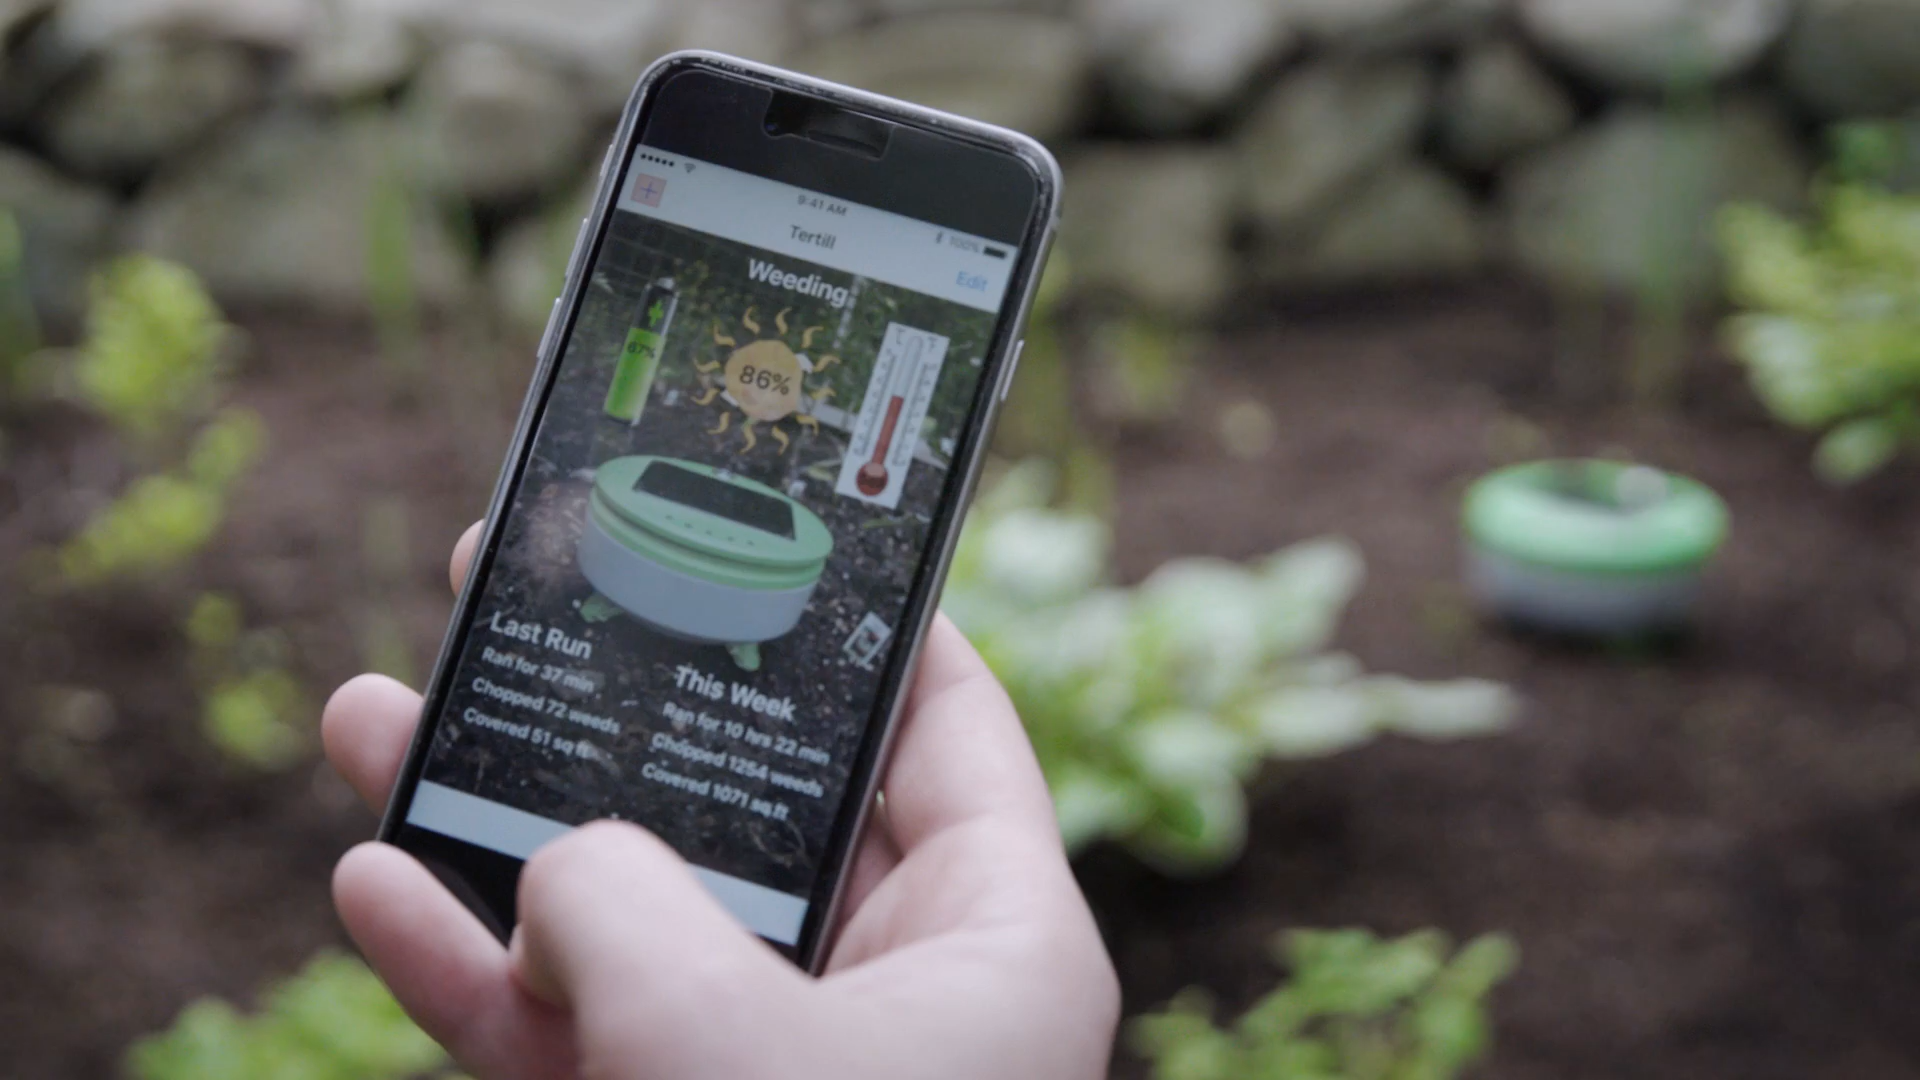 9:41 AM
100%
Tertill
Edit
Weeding
67%
86%
Last Run
Ran for 37 min
Chopped 72 weeds
Covered 51 sq ft
This Week
Ran for 10 hrs 22 min
Chopped 1254 weeds
Covered 1071 sq ft